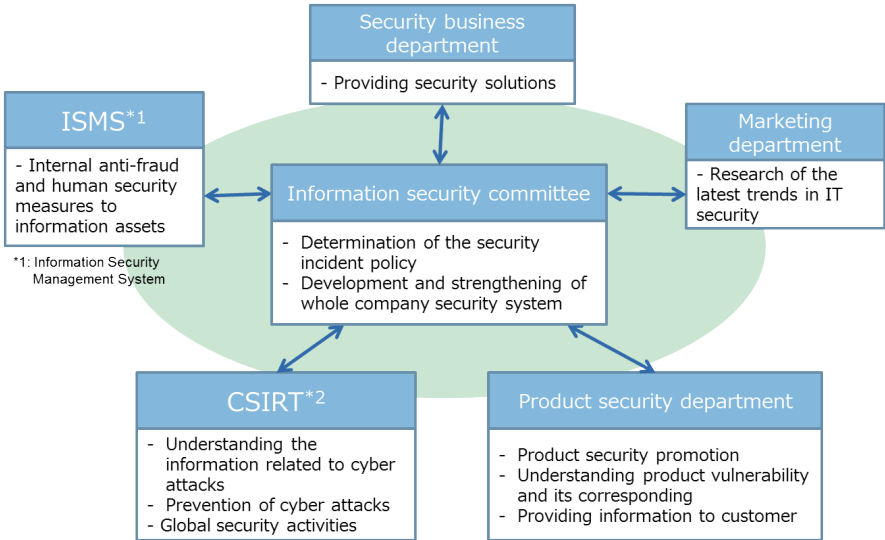 Security business
department
- Providing security solutions
ISMS*1
- Internal anti-fraud
and human security
measures to
information assets
*1: Information Security
Management System
Marketing
department
- Research of the
latest trends in IT
security
Information security committee
- Determination of the security
incident policy
- Development and strengthening of
whole company security system
CSIRT*2
- Understanding the
information related to cyber
attacks
- Prevention of cyber attacks
- Global security activities
Product security department
- Product security promotion
- Understanding product vulnerability
and its corresponding
- Providing information to customer